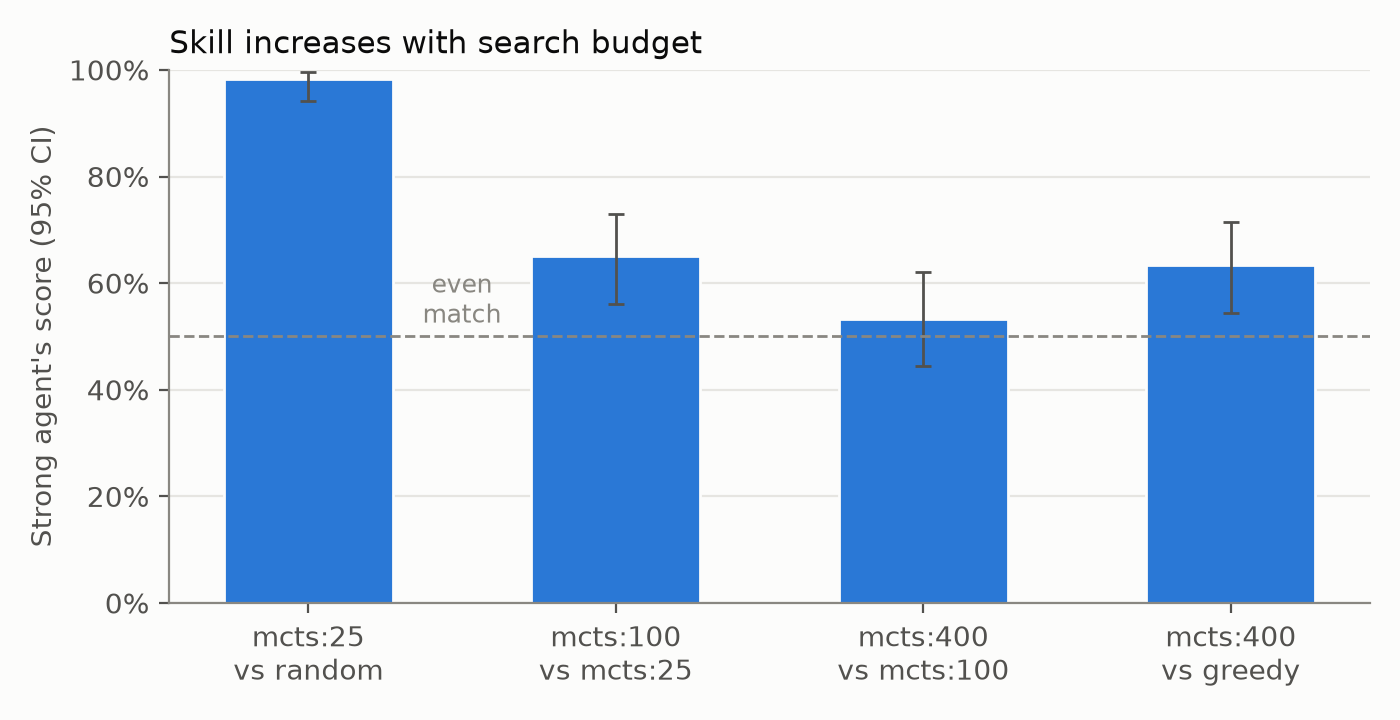 Skill increases with search budget
Strong agent's score (95% CI)
100%
80%
60%
40%
20%
0%
even
match
mcts:25
vs random
mcts:100
vs mcts:25
mcts:400
vs mcts:100
mcts:400
vs greedy